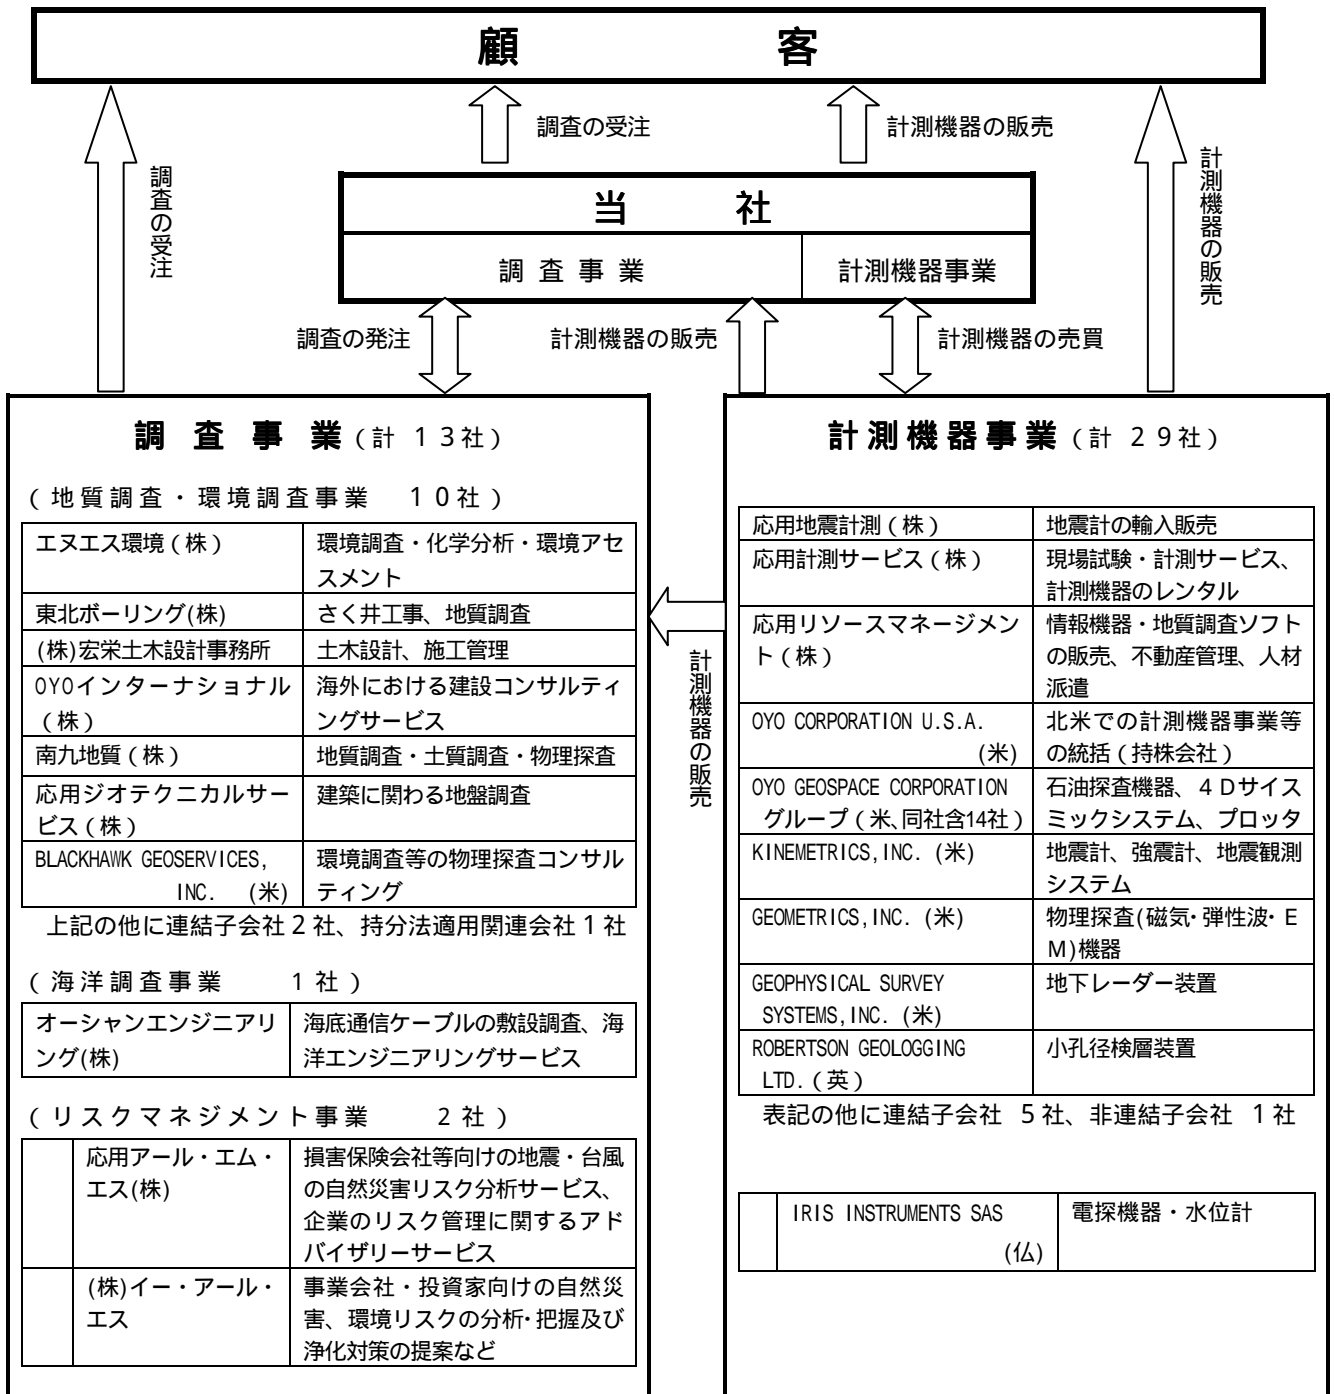 顧客
調査の受注
計測機器の販売
調査の受注
計測機器の販売
当社
調査事業
計測機器事業
調査の発注
計測機器の販売
計測機器の売買
調査事業(計 13社)
(地質調査・環境調査事業 10社)
エヌエス環境(株)
環境調査・化学分析・環境アセ
スメント
東北ボーリング(株)
さく井工事、地質調査
(株)宏栄土木設計事務所
土木設計、施工管理
OYOインターナショナル
(株)
海外における建設コンサルティ
ングサービス
南九地質(株)
地質調査・土質調査・物理探査
応用ジオテクニカルサー
ビス(株)
建築に関わる地盤調査
BLACKHAWK GEOSERVICES,
INC. (米)
環境調査等の物理探査コンサル
ティング
上記の他に連結子会社2社、持分法適用関連会社1社
(海洋調査事業 1社)
オーシャンエンジニアリ
ング(株)
海底通信ケーブルの敷設調査、海
洋エンジニアリングサービス
(リスクマネジメント事業 2社)
応用アール・エム・
エス(株)
損害保険会社等向けの地震・台風
の自然災害リスク分析サービス、
企業のリスク管理に関するアド
バイザリーサービス
(株)イー・アール・
エス
事業会社・投資家向けの自然災
害、環境リスクの分析・把握及び
浄化対策の提案など
計測機器の販売
計測機器事業(計 29社)
応用地震計測(株)
地震計の輸入販売
応用計測サービス(株)
現場試験・計測サービス、
計測機器のレンタル
応用リソースマネージメン
ト(株)
情報機器・地質調査ソフト
の販売、不動産管理、人材
派遣
OYO CORPORATION U.S.A.
(米)
北米での計測機器事業等
の統括(持株会社)
OYO GEOSPACE CORPORATION
グループ(米、同社含14社)
石油探査機器、4Dサイス
ミックシステム、プロッタ
KINEMETRICS,INC. (米)
地震計、強震計、地震観測
システム
GEOMETRICS,INC. (米)
物理探査(磁気・弾性波・E
M)機器
GEOPHYSICAL SURVEY
SYSTEMS,INC. (米)
地下レーダー装置
ROBERTSON GEOLOGGING
LTD.(英)
小孔径検層装置
表記の他に連結子会社 5社、非連結子会社 1社
IRIS INSTRUMENTS SAS
(仏)
電探機器・水位計